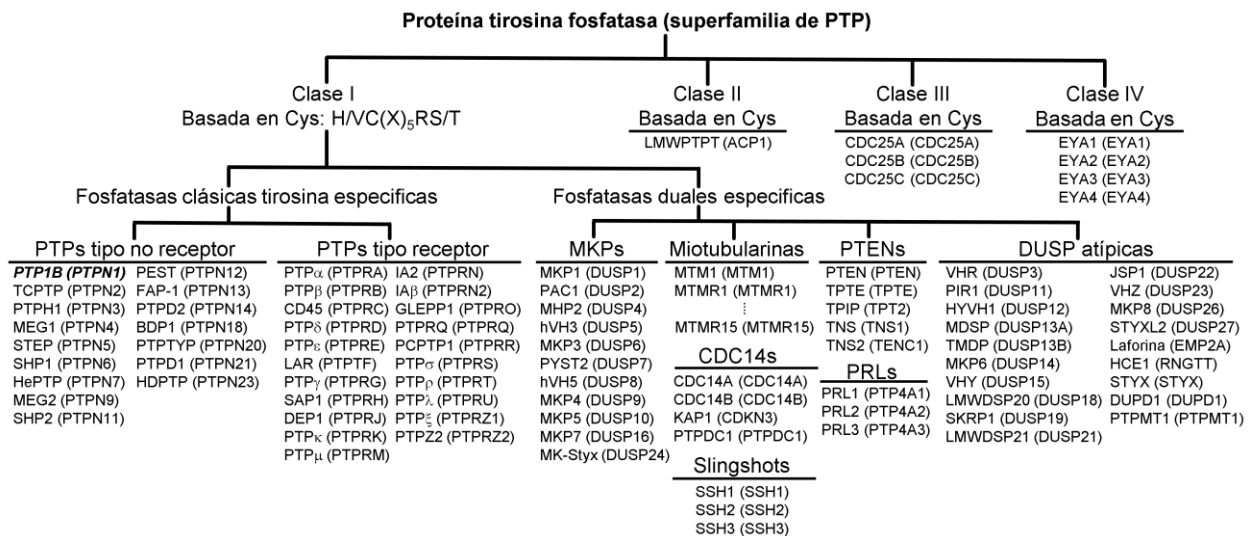 Proteína tirosina fosfatasa (superfamilia de PTP)
Clase I
Basada en Cys: H/VC(X)₅RS/T
Clase II
Basada en Cys
LMWPTPT (ACP1)
Clase III
Basada en Cys
CDC25A (CDC25A)
CDC25B (CDC25B)
CDC25C (CDC25C)
Clase IV
Basada en Cys
EYA1 (EYA1)
EYA2 (EYA2)
EYA3 (EYA3)
EYA4 (EYA4)
Fosfatasas clásicas tirosina especificas
Fosfatasas duales especificas
PTPs tipo no receptor
PTP1B (PTPN1)
TCPTP (PTPN2)
PTPH1 (PTPN3)
MEG1 (PTPN4)
STEP (PTPN5)
SHP1 (PTPN6)
HePTP (PTPN7)
MEG2 (PTPN9)
SHP2 (PTPN11)
PEST (PTPN12)
FAP-1 (PTPN13)
PTPD2 (PTPN14)
BDP1 (PTPN18)
PTPTYP (PTPN20)
PTPD1 (PTPN21)
HDPTP (PTPN23)
PTPs tipo receptor
PTPα (PTPRA)
PTPβ (PTPRB)
CD45 (PTPRC)
PTPδ (PTPRD)
PTPε (PTPRE)
LAR (PTPTF)
PTPγ (PTPRG)
SAP1 (PTPRH)
DEP1 (PTPRJ)
PTPκ (PTPRK)
PTPμ (PTPRM)
IA2 (PTPRN)
IAβ (PTPRN2)
GLEPP1 (PTPRO)
PTPRQ (PTPRQ)
PCPTP1 (PTPRR)
PTPσ (PTPRS)
PTPρ (PTPRT)
PTPλ (PTPRU)
PTPξ (PTPRZ1)
PTPZ2 (PTPRZ2)
MKPs
MKP1 (DUSP1)
PAC1 (DUSP2)
MHP2 (DUSP4)
hVH3 (DUSP5)
MKP3 (DUSP6)
PYST2 (DUSP7)
hVH5 (DUSP8)
MKP4 (DUSP9)
MKP5 (DUSP10)
MKP7 (DUSP16)
MK-Styx (DUSP24)
Miotubularinas
MTM1 (MTM1)
MTMR1 (MTMR1)
⋮
MTMR15 (MTMR15)
CDC14s
CDC14A (CDC14A)
CDC14B (CDC14B)
KAP1 (CDKN3)
PTPDC1 (PTPDC1)
Slingshots
SSH1 (SSH1)
SSH2 (SSH2)
SSH3 (SSH3)
PTENs
PTEN (PTEN)
TPTE (TPTE)
TPIP (TPT2)
TNS (TNS1)
TNS2 (TENC1)
PRLs
PRL1 (PTP4A1)
PRL2 (PTP4A2)
PRL3 (PTP4A3)
DUSP atípicas
VHR (DUSP3)
PIR1 (DUSP11)
HYVH1 (DUSP12)
MDSP (DUSP13A)
TMDP (DUSP13B)
MKP6 (DUSP14)
VHY (DUSP15)
LMWDSP20 (DUSP18)
SKRP1 (DUSP19)
LMWDSP21 (DUSP21)
JSP1 (DUSP22)
VHZ (DUSP23)
MKP8 (DUSP26)
STYXL2 (DUSP27)
Laforina (EMP2A)
HCE1 (RNGTT)
STYX (STYX)
DUPD1 (DUPD1)
PTPMT1 (PTPMT1)